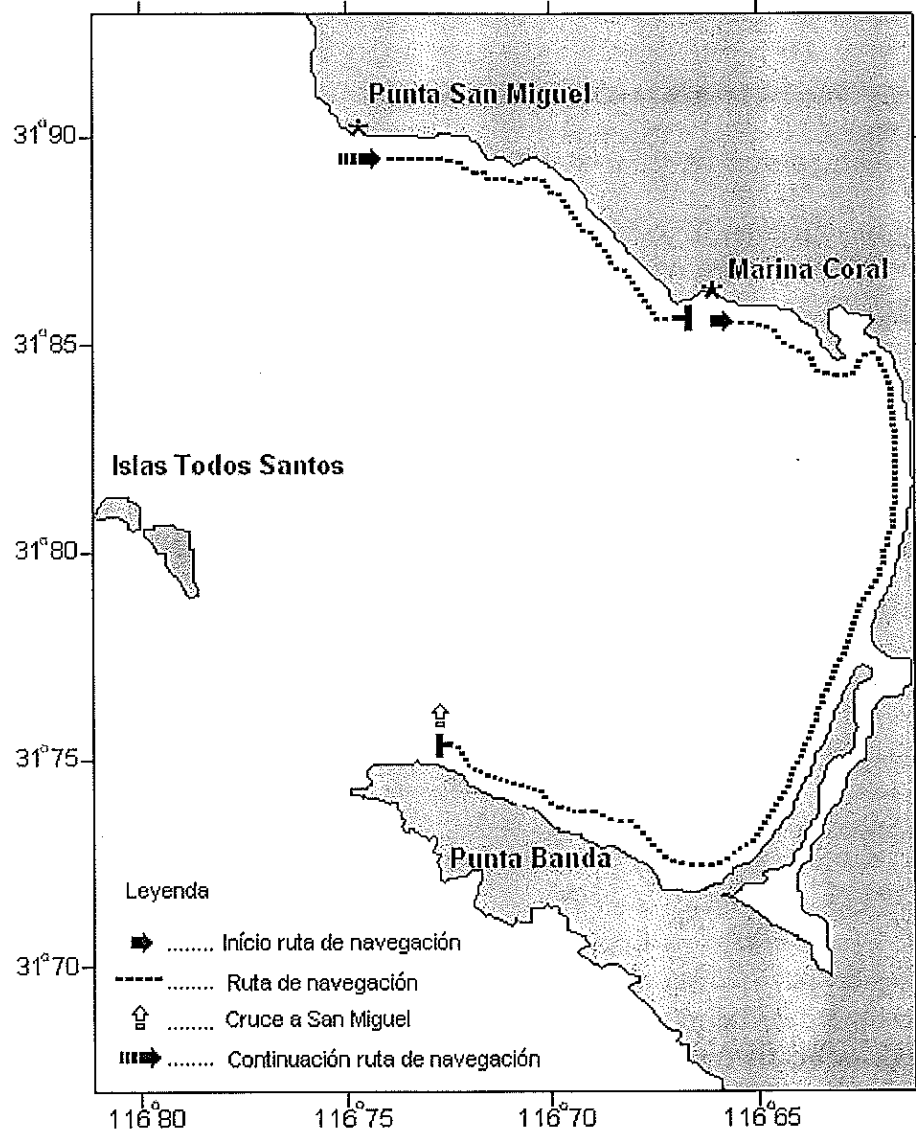 Punta San Miguel
31°90
Marina Coral
31°85
Islas Todos Santos
31°80
31°75
Punta Banda
Leyenda
........ Início ruta de navegación
........ Ruta de navegación
31°70
........ Cruce a San Miguel
........ Continuación ruta de navegación
116°80 116°75 116°70 116°65